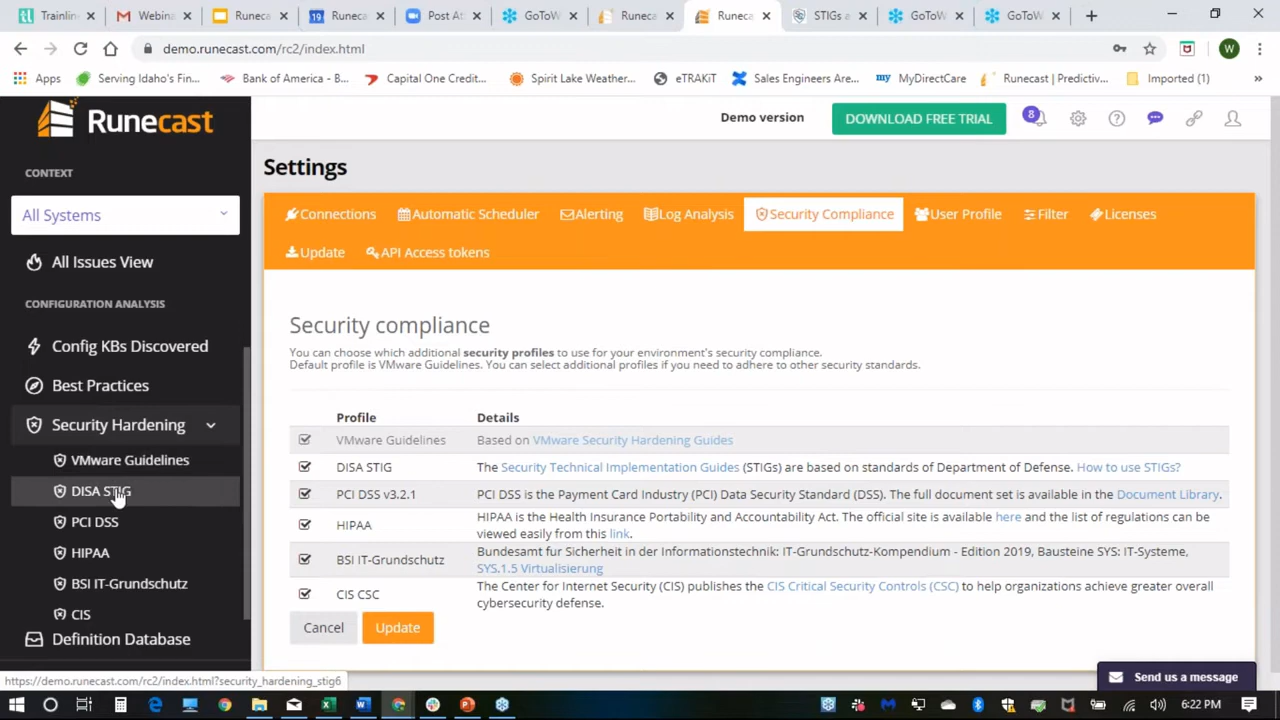 Trainlin
Webina
Runeca
19
Runeca
Post At
GoToW
Runeca
Runeca
STIGs a
GoToW
GoToW
demo.runecast.com/rc2/index.html
W
Apps
Serving Idaho's Fin...
Bank of America - B...
Capital One Credit...
Spirit Lake Weather...
eTRAKiT
Sales Engineers Are...
my MyDirectCare
Runecast | Predictiv...
Imported (1)
»
Runecast
Demo version
DOWNLOAD FREE TRIAL
8
CONTEXT
All Systems
All Issues View
CONFIGURATION ANALYSIS
Config KBs Discovered
Best Practices
Security Hardening
VMware Guidelines
DISA STIG
PCI DSS
HIPAA
BSI IT-Grundschutz
CIS
Definition Database
Settings
Connections
Automatic Scheduler
Alerting
Log Analysis
Security Compliance
User Profile
Filter
Licenses
Update
API Access tokens
Security compliance
You can choose which additional security profiles to use for your environment's security compliance.
Default profile is VMware Guidelines. You can select additional profiles if you need to adhere to other security standards.
Profile Details
VMware Guidelines Based on VMware Security Hardening Guides
DISA STIG The Security Technical Implementation Guides (STIGs) are based on standards of Department of Defense. How to use STIGs?
PCI DSS v3.2.1 PCI DSS is the Payment Card Industry (PCI) Data Security Standard (DSS). The full document set is available in the Document Library.
HIPAA HIPAA is the Health Insurance Portability and Accountability Act. The official site is available here and the list of regulations can be
viewed easily from this link.
BSI IT-Grundschutz Bundesamt fur Sicherheit in der Informationstechnik: IT-Grundschutz-Kompendium - Edition 2019, Bausteine SYS: IT-Systeme,
SYS.1.5 Virtualisierung
CIS CSC The Center for Internet Security (CIS) publishes the CIS Critical Security Controls (CSC) to help organizations achieve greater overall
cybersecurity defense.
Cancel
Update
Send us a message
https://demo.runecast.com/rc2/index.html?security_hardening_stig6
6:22 PM